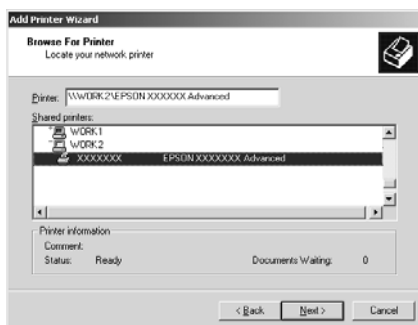 Add Printer Wizard
Browse For Printer
Locate your network printer
Printer: \\WORK2\EPSON XXXXXX Advanced
Shared printers:
WORK1
WORK2
XXXXXXX EPSON XXXXXXX Advanced
Printer information
Comment:
Status: Ready Documents Waiting: 0
< Back Next > Cancel